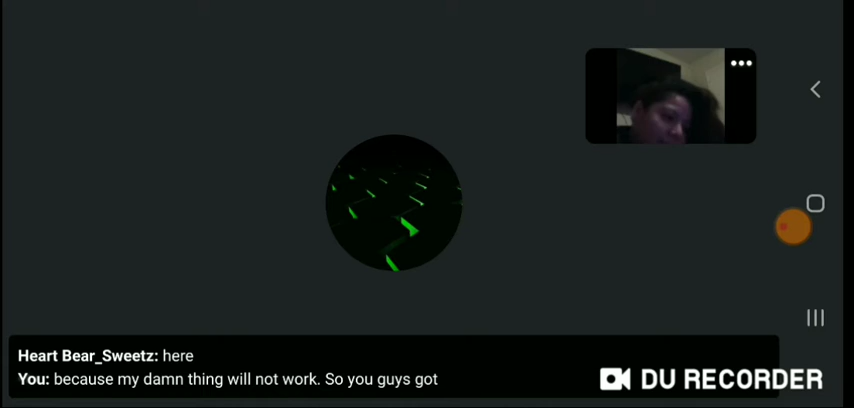 Heart Bear_Sweetz: here
You: because my damn thing will not work. So you guys got
DU RECORDER